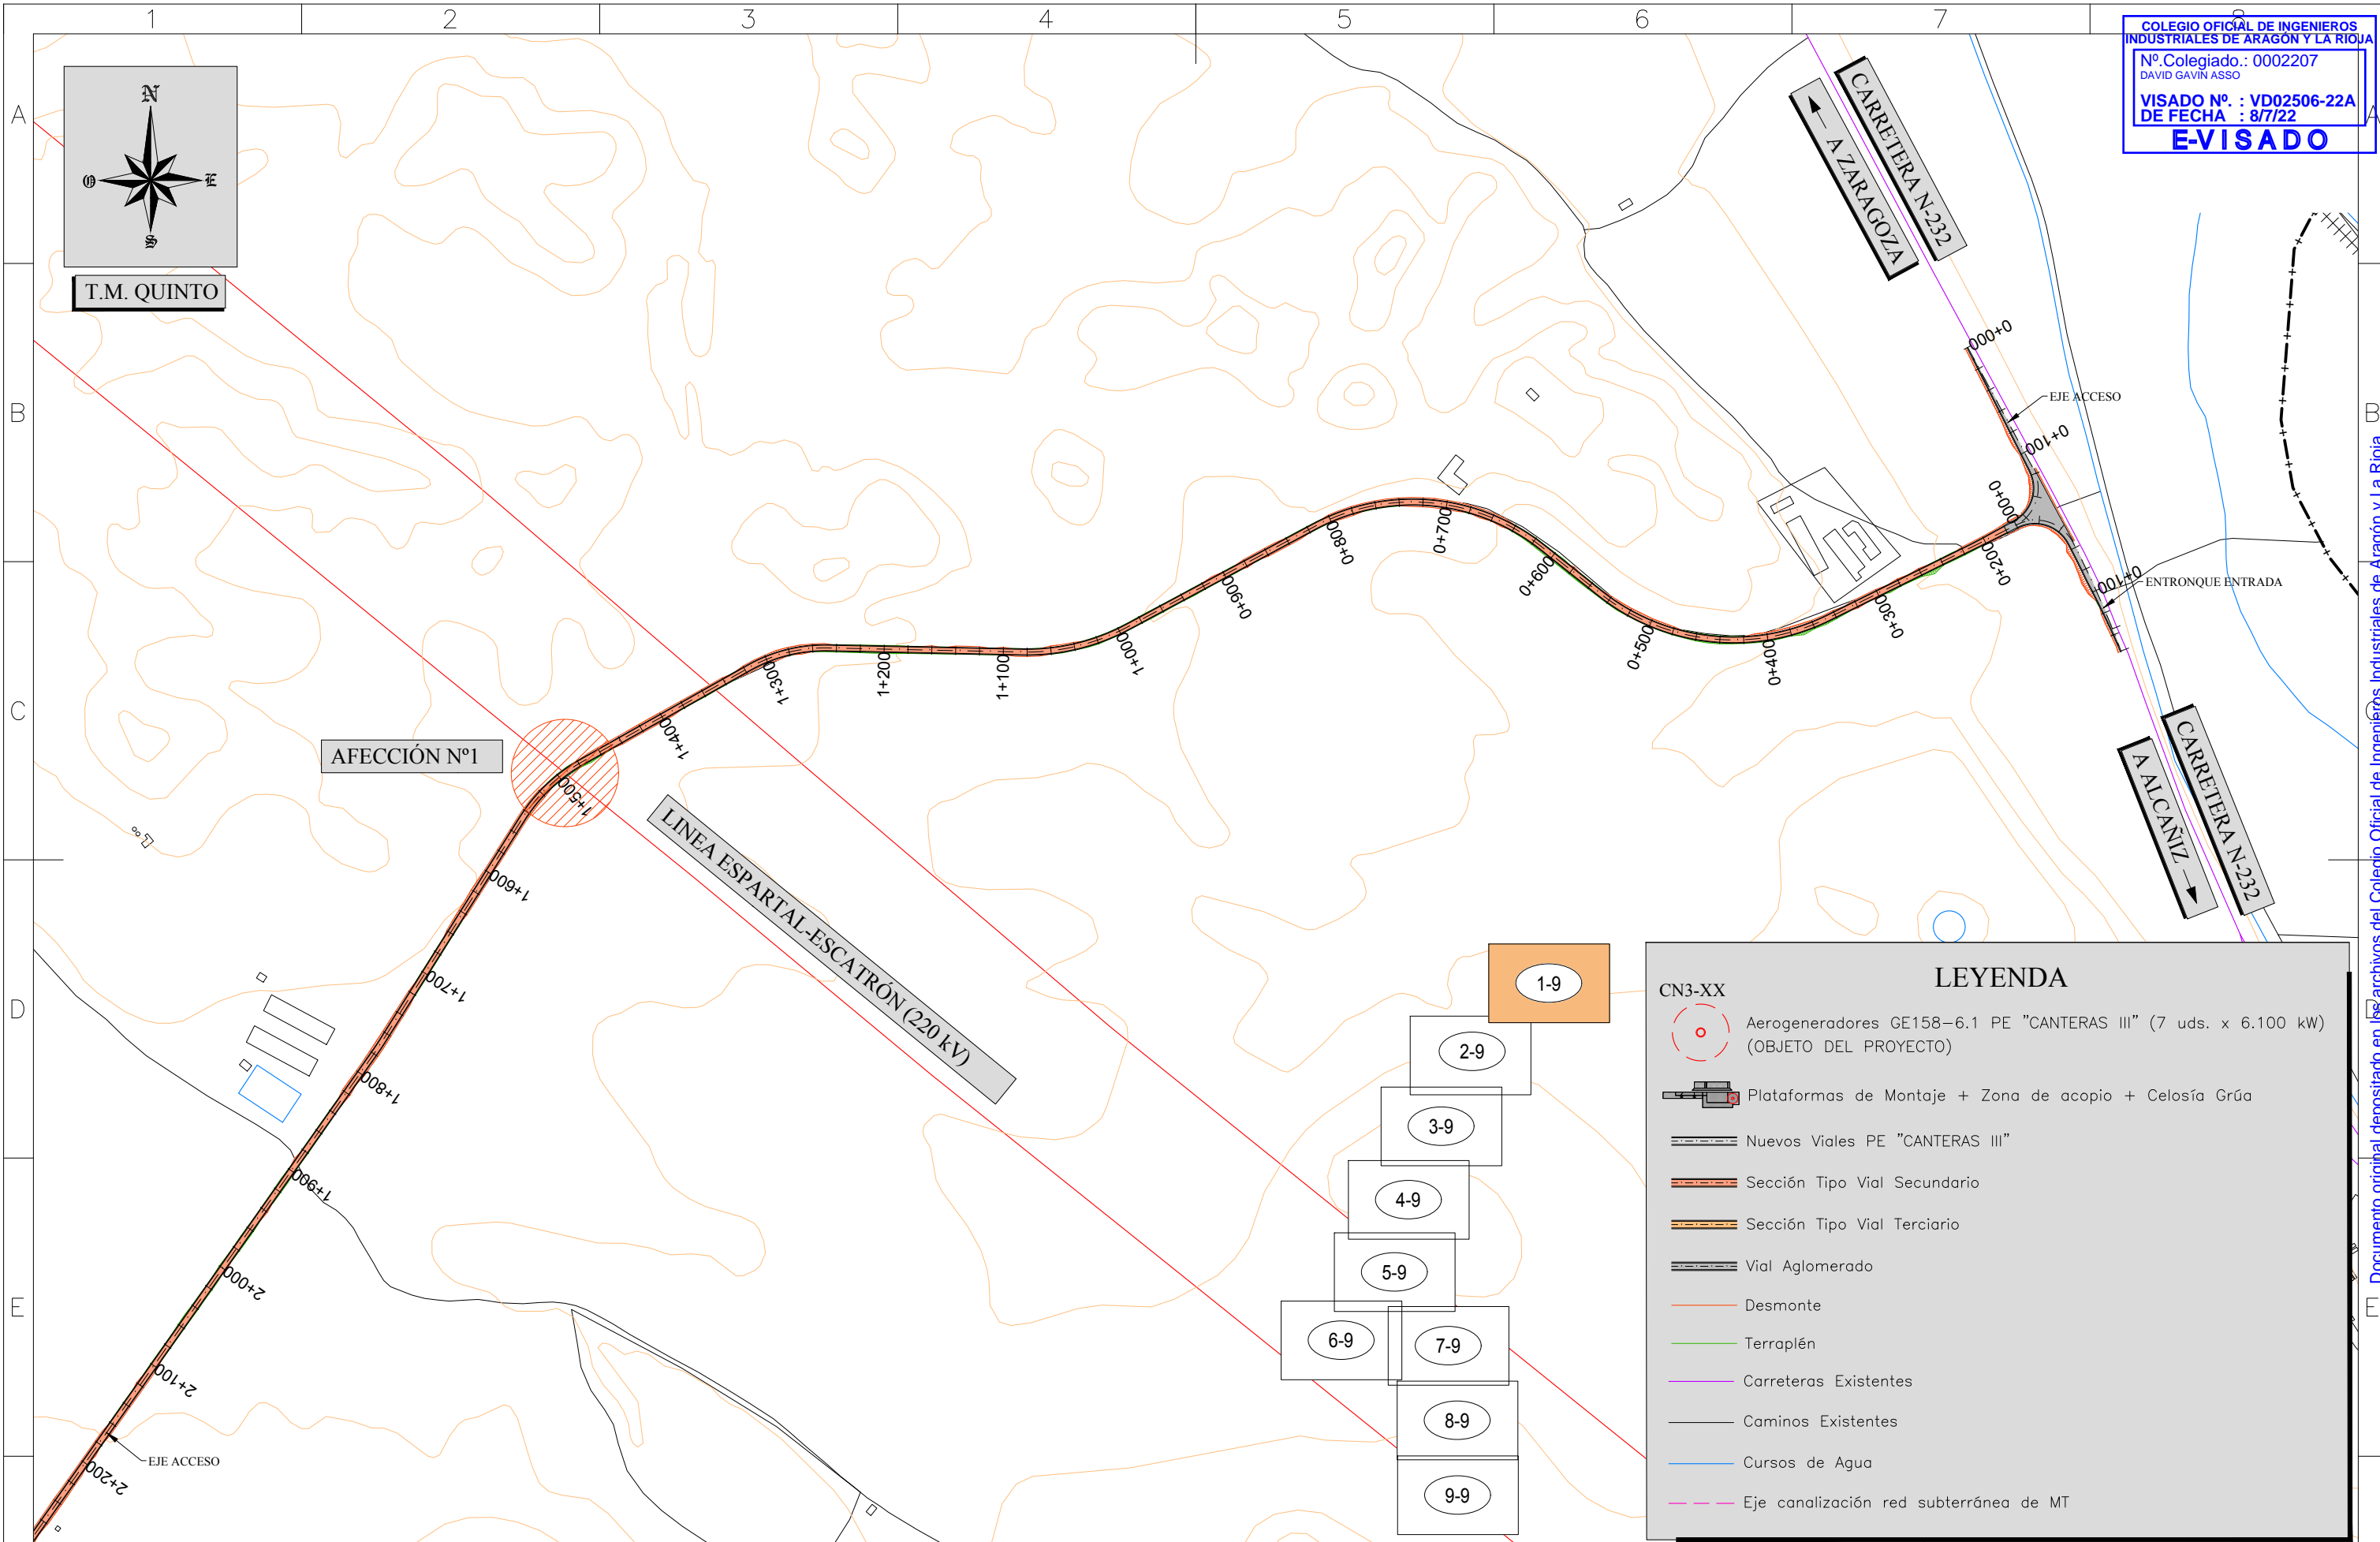 1 2 3 4 5 6 7 8
COLEGIO OFICIAL DE INGENIEROS
INDUSTRIALES DE ARAGÓN Y LA RIOJA
Nº.Colegiado.: 0002207
DAVID GAVÍN ASSO
VISADO Nº. : VD02506-22A
DE FECHA : 8/7/22
E-VISADO
A
A
N
O
E
S
T.M. QUINTO
CARRETERA N-232
A ZARAGOZA
B
B
0+000
EJE ACCESO
0+100
0+000
0+100
ENTRONQUE ENTRADA
0+200
0+300
0+400
0+500
0+600
0+700
0+800
0+900
1+000
1+100
1+200
1+300
1+400
1+500
C
C
AFECCIÓN Nº1
LINEA ESPARTAL-ESCATRÓN (220 kV)
CARRETERA N-232
A ALCAÑIZ
1+600
1+700
1+800
1+900
2+000
2+100
2+200
EJE ACCESO
D
D
E
E
1-9
2-9
3-9
4-9
5-9
6-9
7-9
8-9
9-9
LEYENDA
CN3-XX
Aerogeneradores GE158-6.1 PE "CANTERAS III" (7 uds. x 6.100 kW)
(OBJETO DEL PROYECTO)
Plataformas de Montaje + Zona de acopio + Celosía Grúa
Nuevos Viales PE "CANTERAS III"
Sección Tipo Vial Secundario
Sección Tipo Vial Terciario
Vial Aglomerado
Desmonte
Terraplén
Carreteras Existentes
Caminos Existentes
Cursos de Agua
Eje canalización red subterránea de MT
Documento original depositado en los archivos del Colegio Oficial de Ingenieros Industriales de Aragón y La Rioja